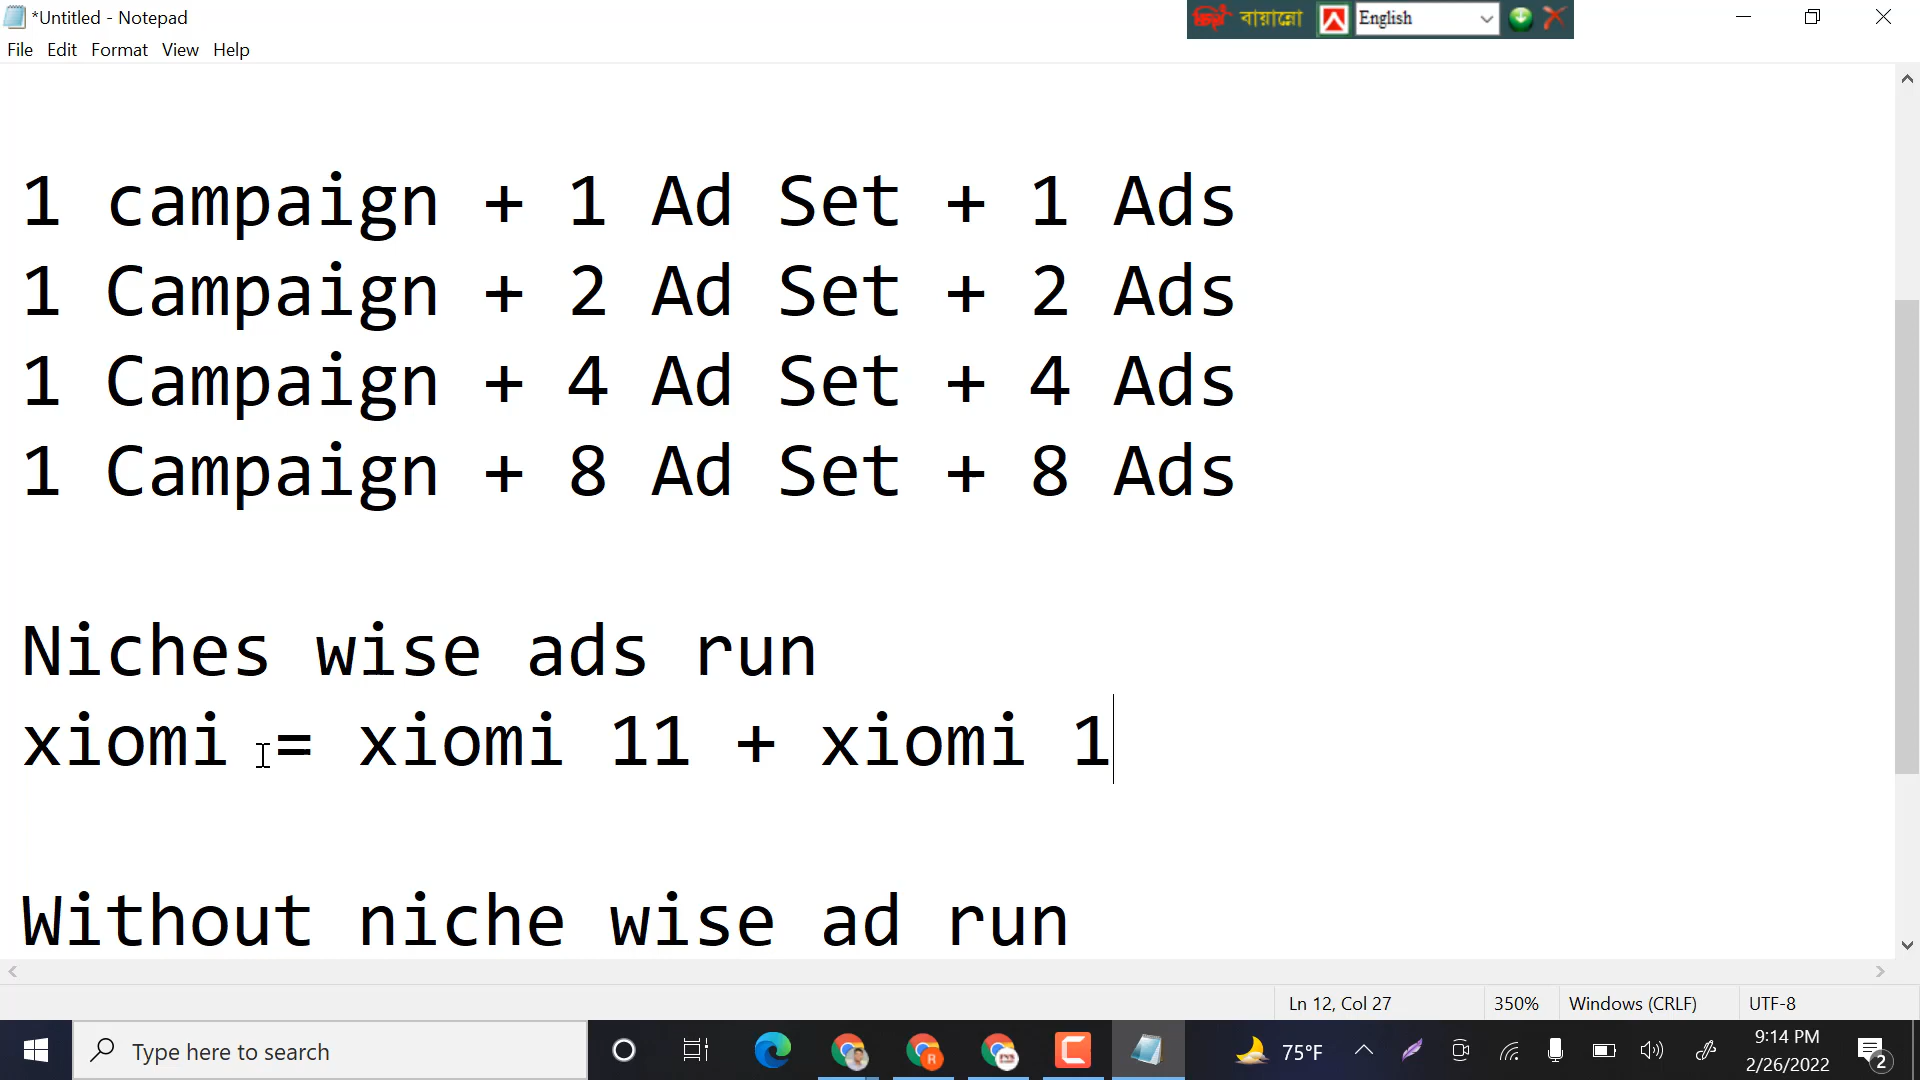 *Untitled - Notepad
বায়ান্নো
English
File Edit Format View Help
1 campaign + 1 Ad Set + 1 Ads
1 Campaign + 2 Ad Set + 2 Ads
1 Campaign + 4 Ad Set + 4 Ads
1 Campaign + 8 Ad Set + 8 Ads
Niches wise ads run
xiomi = xiomi 11 + xiomi 1
Without niche wise ad run
Ln 12, Col 27 350% Windows (CRLF) UTF-8
Type here to search
R
75°F
9:14 PM
2/26/2022
2